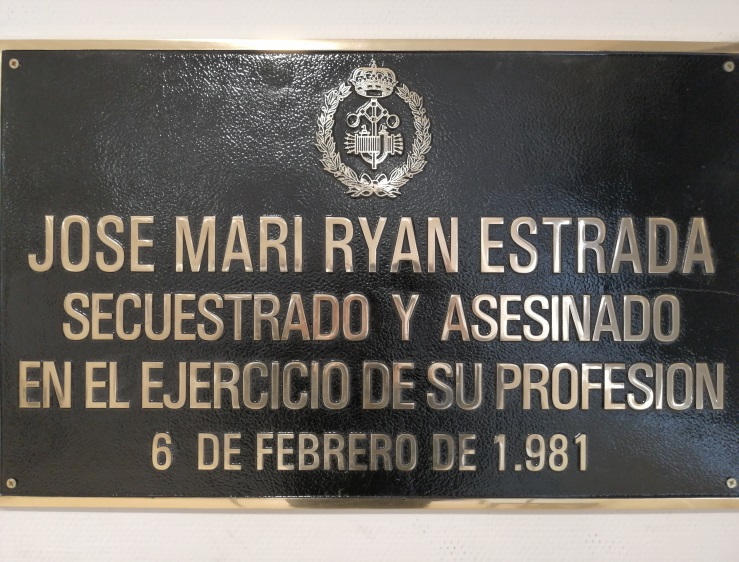 JOSE MARI RYAN ESTRADA
SECUESTRADO Y ASESINADO
EN EL EJERCICIO DE SU PROFESION
6 DE FEBRERO DE 1.981